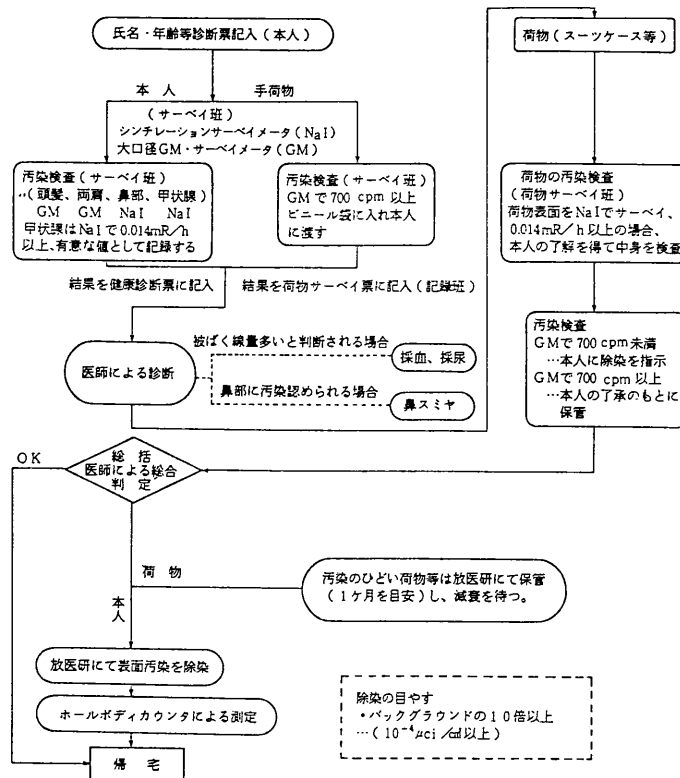 氏名・年齢等診断票記入(本人)
荷物(スーツケース等)
本 人
手荷物
(サーベイ班)
シンチレーションサーベイメータ(NaI)
大口径GM・サーベイメータ(GM)
汚染検査(サーベイ班)
(頭髪、両肩、鼻部、甲状線)
GM GM NaI NaI
甲状線はNaIで0.014mR/h
以上、有意な値として記録する
汚染検査(サーベイ班)
GMで700 cpm以上
ビニール袋に入れ本人
に渡す
荷物の汚染検査
(荷物サーベイ班)
荷物表面をNaIでサーベイ、
0.014mR/h以上の場合、
本人の了解を得て中身を検査
結果を健康診断票に記入
結果を荷物サーベイ票に記入(記録班)
汚染検査
GMで700 cpm未満
…本人に除染を指示
GMで700 cpm以上
…本人の了承のもとに
保管
医師による診断
被ばく線量多いと判断される場合
採血、採尿
鼻部に汚染認められる場合
鼻スミヤ
OK
総 括
医師による総合
判 定
荷 物
本人
汚染のひどい荷物等は放医研にて保管
(1ヶ月を目安)し、減衰を待つ。
放医研にて表面汚染を除染
ホールボディカウンタによる測定
帰 宅
除染の目やす
・バックグラウンドの10倍以上
…(10⁻⁴μci/㎠以上)